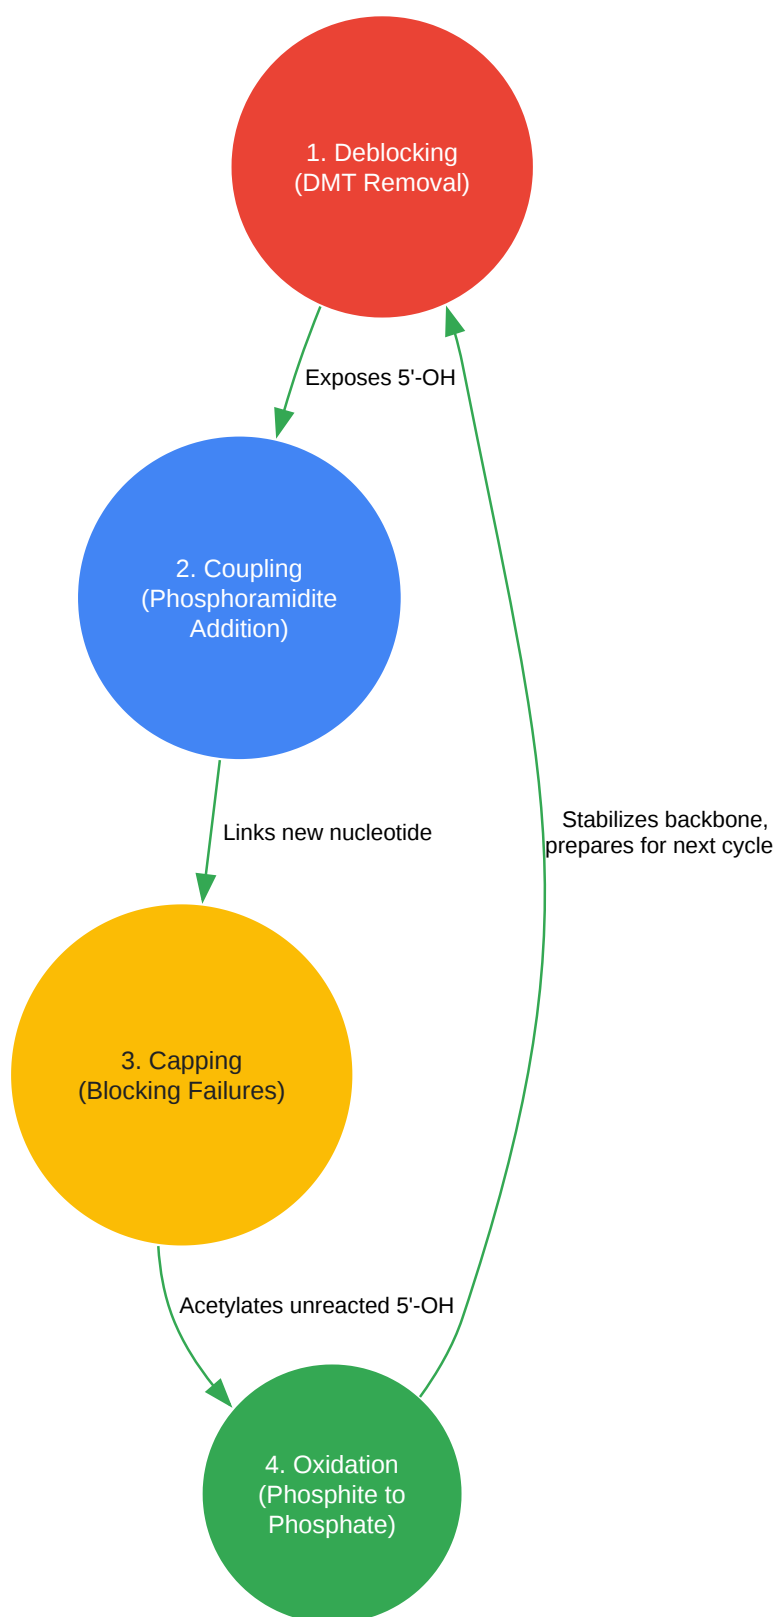 1. Deblocking
(DMT Removal)
Exposes 5'-OH
2. Coupling
(Phosphoramidite
Addition)
Links new nucleotide
Stabilizes backbone,
prepares for next cycle
3. Capping
(Blocking Failures)
Acetylates unreacted 5'-OH
4. Oxidation
(Phosphite to
Phosphate)